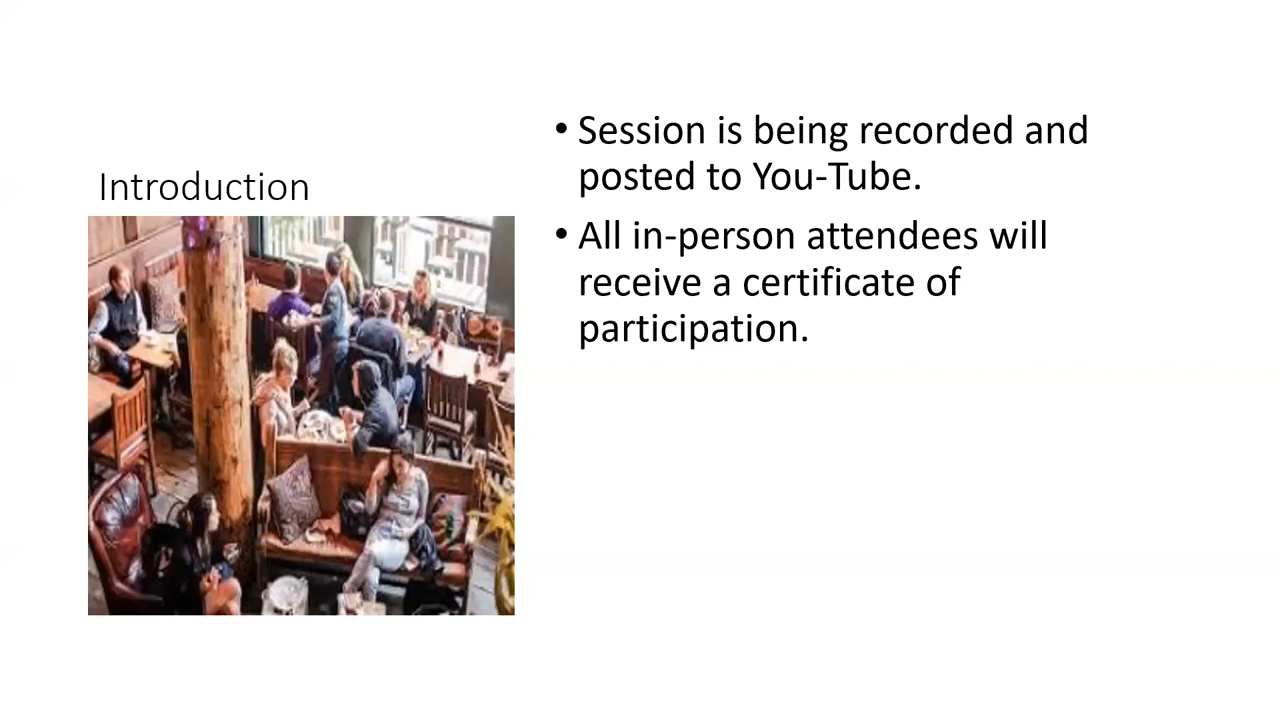 Introduction
• Session is being recorded and
posted to You-Tube.
• All in-person attendees will
receive a certificate of
participation.